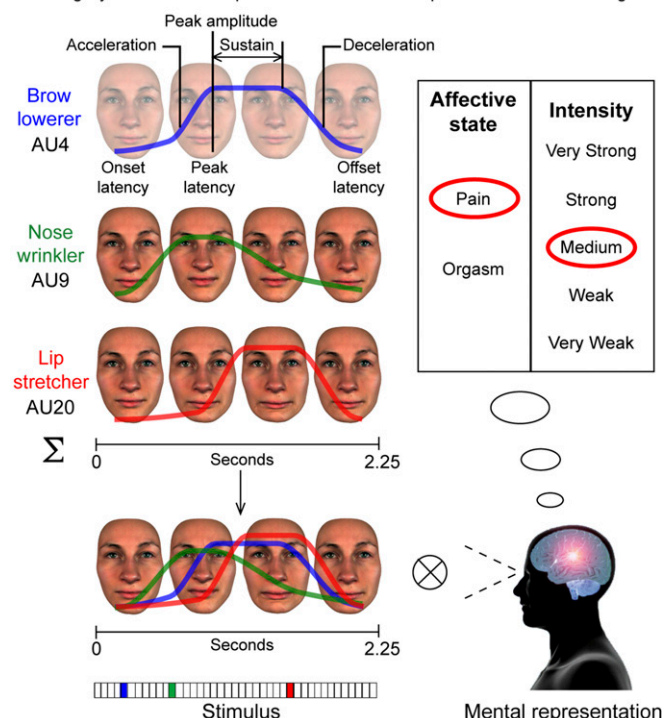 Peak amplitude
Acceleration
Sustain
Deceleration
Brow
lowerer
AU4
Onset
latency
Peak
latency
Offset
latency
Nose
wrinkler
AU9
Lip
stretcher
AU20
Σ
0
Seconds
2.25
0
Seconds
2.25
Stimulus
Affective
state
Pain
Orgasm
Intensity
Very Strong
Strong
Medium
Weak
Very Weak
Mental representation